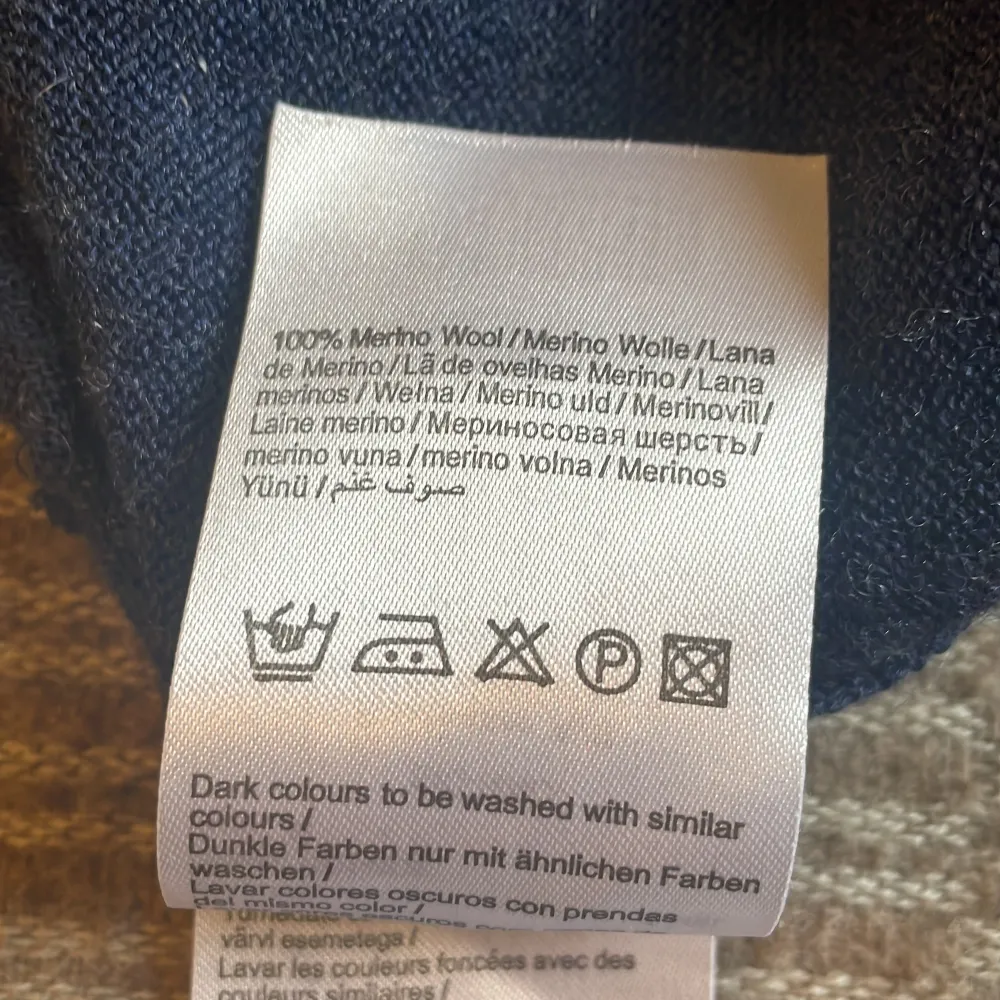 100% Merino Wool / Merino Wolle / Lana
de Merino / Lã de ovelhas Merino / Lana
merinos / Wełna / Merino uld / Merinovill /
Laine merino / Мериносовая шерсть /
merino vuna / merino volna / Merinos
Yünü / صوف غنم
P
Dark colours to be washed with similar
colours /
Dunkle Farben nur mit ähnlichen Farben
waschen /
Lavar colores oscuros con prendas
del mismo color /
värvi esemetega /
Lavar les couleurs foncées avec des
couleurs similaires /